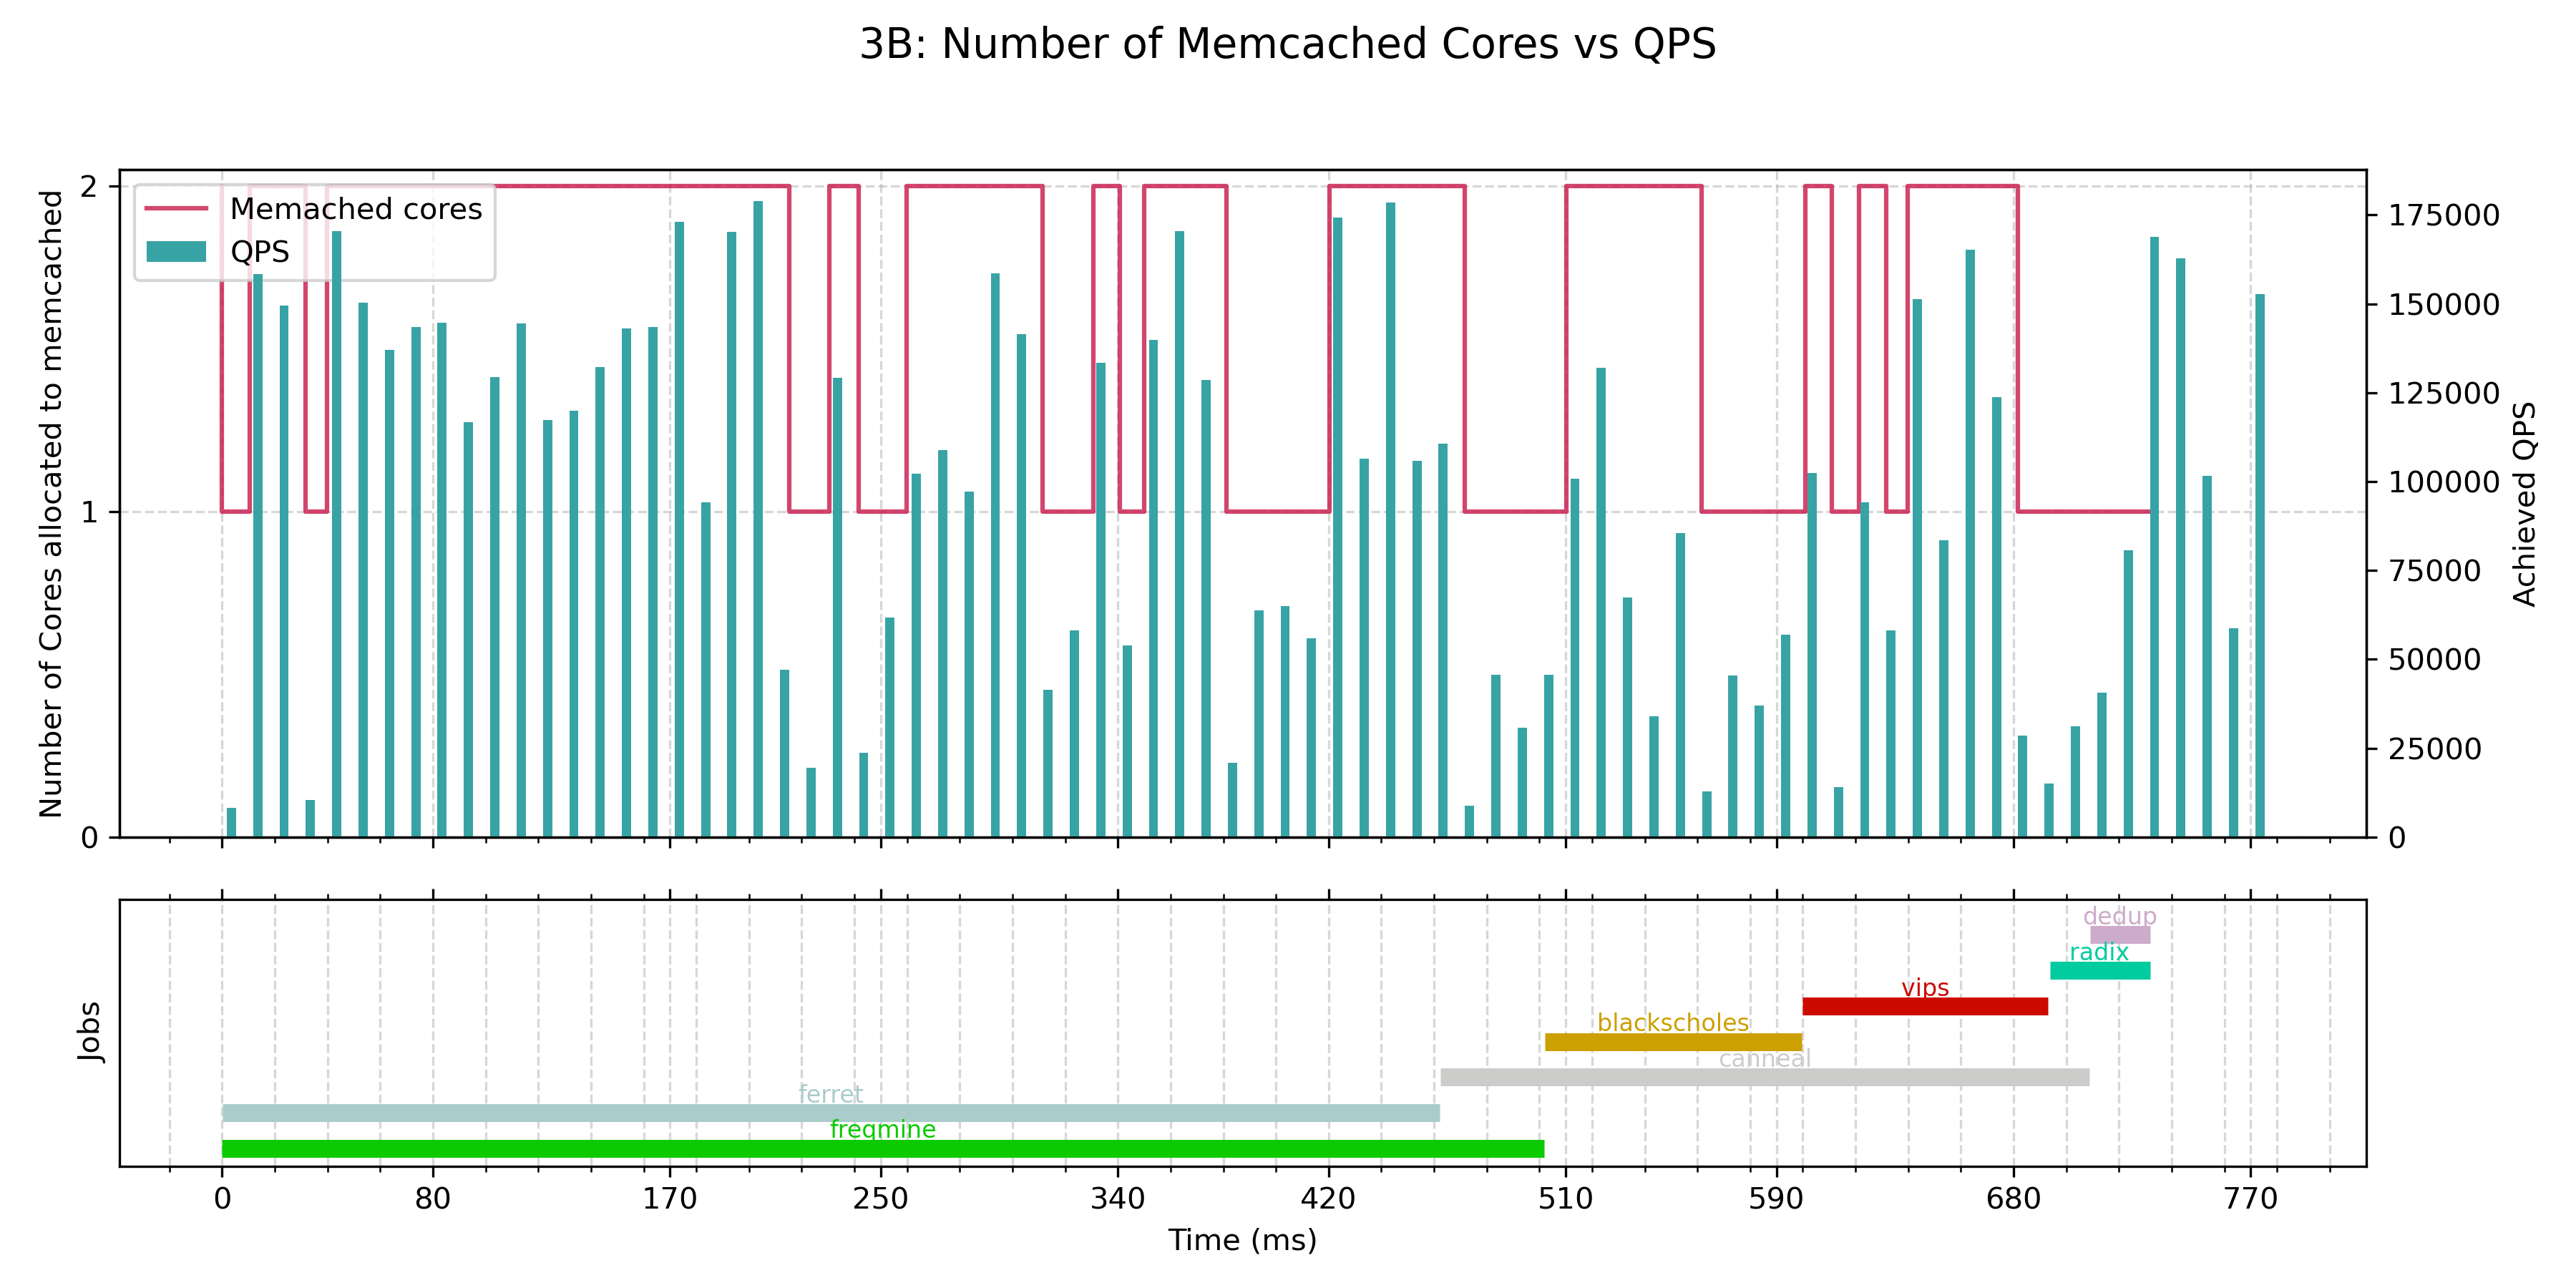 3B: Number of Memcached Cores vs QPS
Number of Cores allocated to memcached
2
1
0
Memached cores
QPS
Achieved QPS
175000
150000
125000
100000
75000
50000
25000
0
Jobs
dedup
radix
vips
blackscholes
canneal
ferret
freqmine
0 80 170 250 340 420 510 590 680 770
Time (ms)